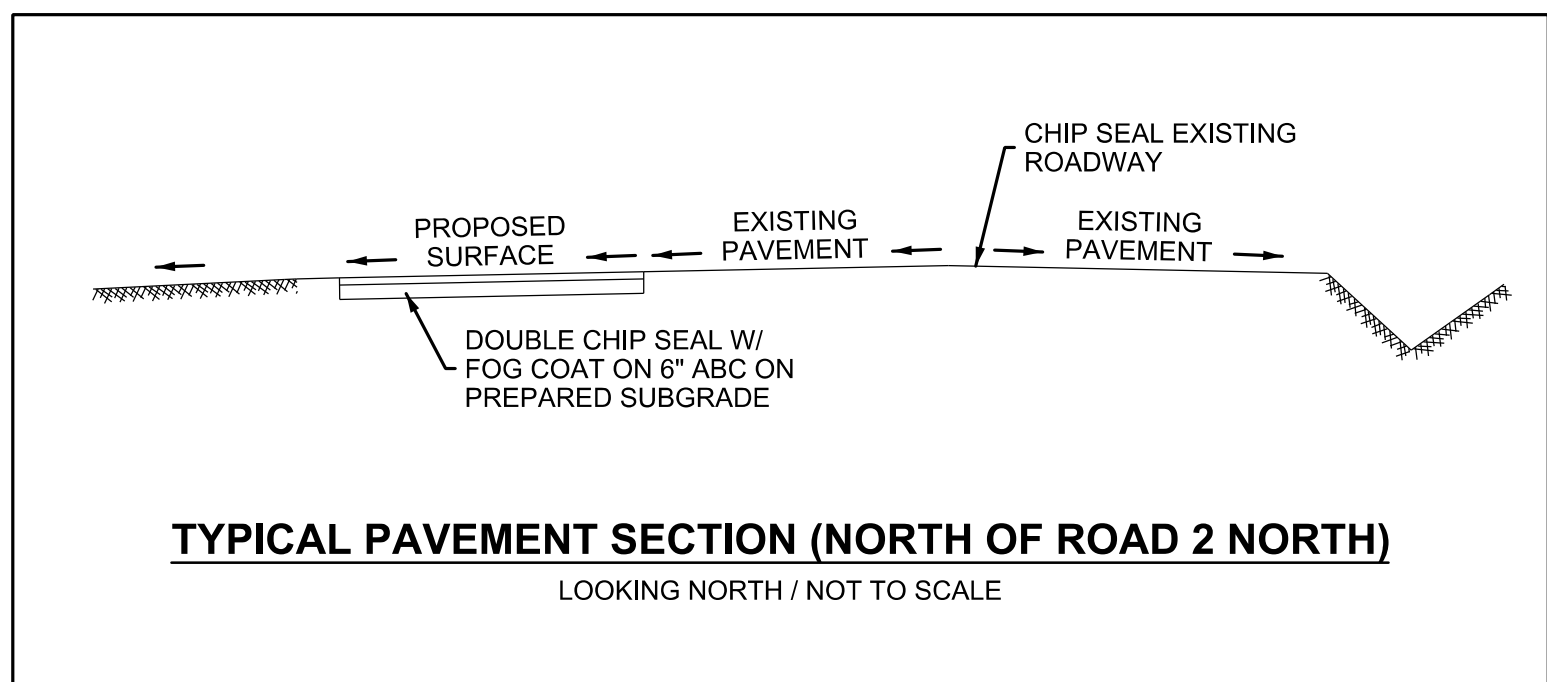 CHIP SEAL EXISTING
ROADWAY
PROPOSED
SURFACE
EXISTING
PAVEMENT
EXISTING
PAVEMENT
DOUBLE CHIP SEAL W/
FOG COAT ON 6" ABC ON
PREPARED SUBGRADE
TYPICAL PAVEMENT SECTION (NORTH OF ROAD 2 NORTH)
LOOKING NORTH / NOT TO SCALE